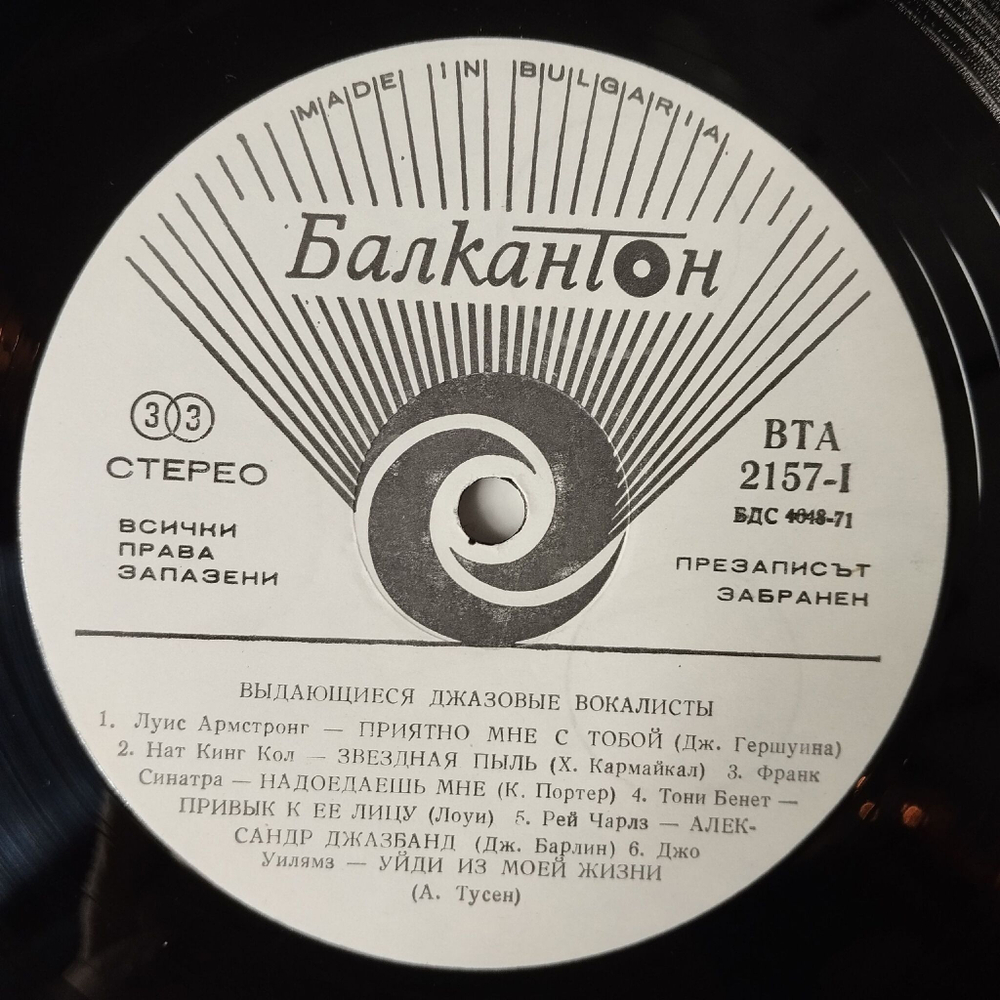 MADE IN BULGARIA
Балкантон
33
СТЕРЕО
ВСИЧКИ
ПРАВА
ЗАПАЗЕНИ
ВТА
2157-I
БДС 4048-71
ПРЕЗАПИСЪТ
ЗАБРАНЕН
ВЫДАЮЩИЕСЯ ДЖАЗОВЫЕ ВОКАЛИСТЫ
1. Луис Армстронг — ПРИЯТНО МНЕ С ТОБОЙ (Дж. Гершуина)
2. Нат Кинг Кол — ЗВЕЗДНАЯ ПЫЛЬ (Х. Кармайкал) 3. Франк
Синатра — НАДОЕДАЕШЬ МНЕ (К. Портер) 4. Тони Бенет —
ПРИВЫК К ЕЕ ЛИЦУ (Лоуи) 5. Рей Чарлз — АЛЕК-
САНДР ДЖАЗБАНД (Дж. Барлин) 6. Джо
Уилямз — УЙДИ ИЗ МОЕЙ ЖИЗНИ
(А. Тусен)